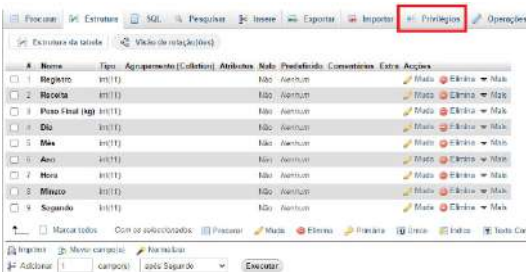 Procurar Estrutura SQL Pesquisar Insere Exportar Importar Privilégios Operações
Estrutura da tabela Visão de relação(ões)
# Nome Tipo Agrupamento (Collation) Atributos Nulo Predefinido Comentários Extra Acções
1 Registro int(11) Não Nenhum Muda Elimina Mais
2 Receita int(11) Não Nenhum Muda Elimina Mais
3 Peso Final (kg) int(11) Não Nenhum Muda Elimina Mais
4 Dia int(11) Não Nenhum Muda Elimina Mais
5 Mês int(11) Não Nenhum Muda Elimina Mais
6 Ano int(11) Não Nenhum Muda Elimina Mais
7 Hora int(11) Não Nenhum Muda Elimina Mais
8 Minuto int(11) Não Nenhum Muda Elimina Mais
9 Segundo int(11) Não Nenhum Muda Elimina Mais
Marcar todos Com os seleccionados: Procurar Muda Elimina Primária Único Índice Texto Com
Imprimir Mover campo(s) Normalizar
Adicionar 1 campo(s) após Segundo Executar